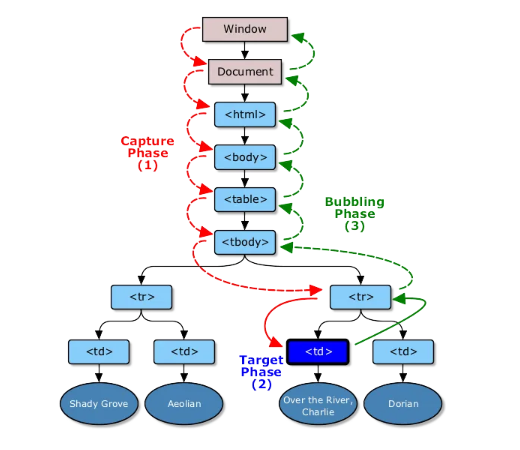 Window
Document
<html>
Capture
Phase
(1)
<body>
<table>
Bubbling
Phase
(3)
<tbody>
<tr>
<tr>
<td>
<td>
Target
Phase
(2)
<td>
<td>
Shady Grove
Aeolian
Over the River,
Charlie
Dorian